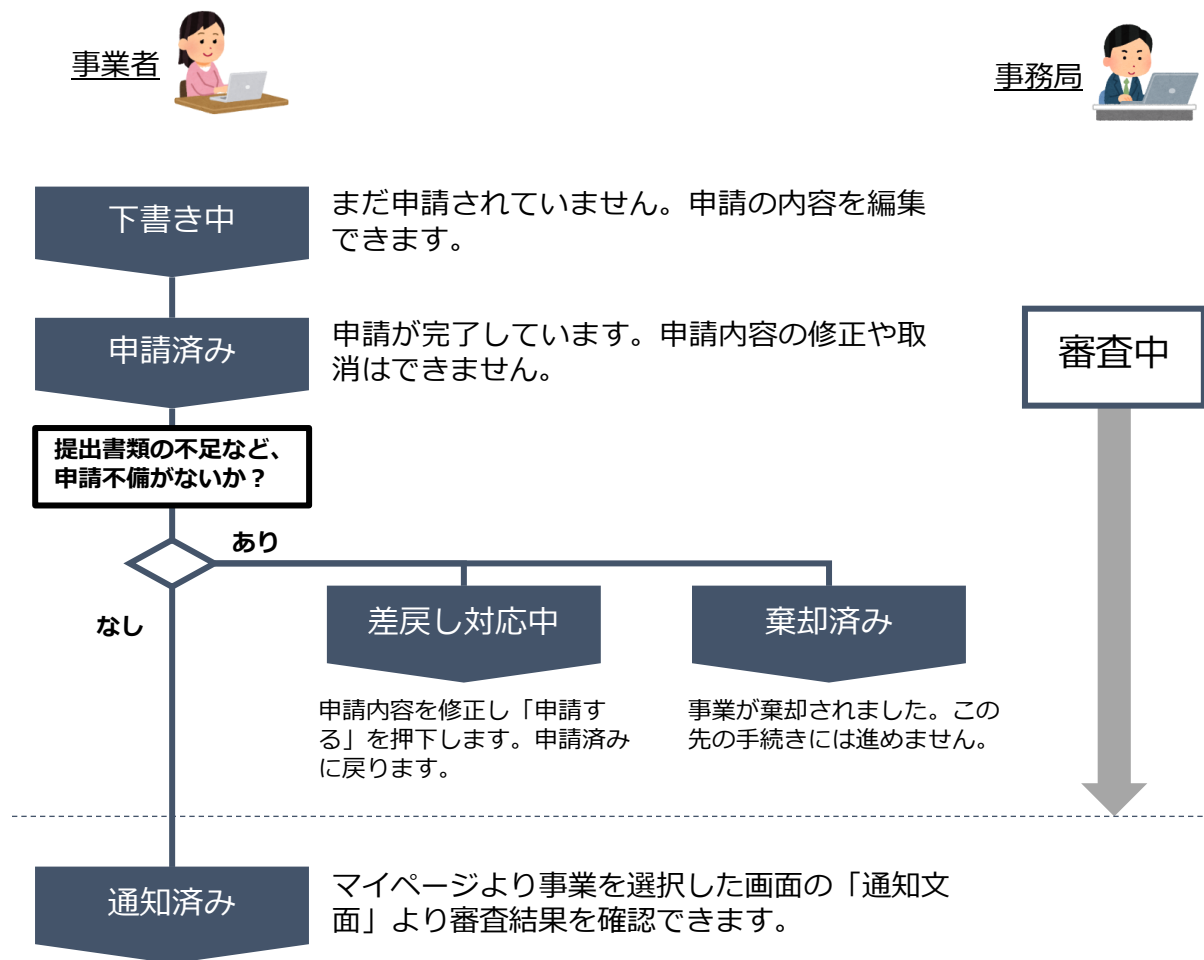 事業者
事務局
下書き中
まだ申請されていません。申請の内容を編集
できます。
申請済み
申請が完了しています。申請内容の修正や取
消はできません。
審査中
提出書類の不足など、
申請不備がないか？
あり
なし
差戻し対応中
棄却済み
申請内容を修正し「申請す
る」を押下します。申請済み
に戻ります。
事業が棄却されました。この
先の手続きには進めません。
通知済み
マイページより事業を選択した画面の「通知文
面」より審査結果を確認できます。